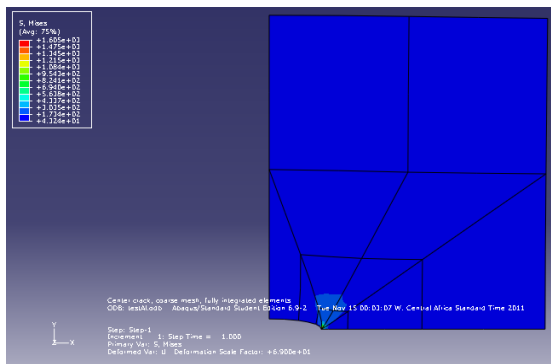 S, Mises
(Avg: 75%)
+1.605e+03
+1.475e+03
+1.345e+03
+1.215e+03
+1.084e+03
+9.543e+02
+8.241e+02
+6.940e+02
+5.638e+02
+4.337e+02
+3.035e+02
+1.734e+02
+4.324e+01
Center crack, coarse mesh, fully integrated elements
ODB: testAl.odb Abaqus/Standard Student Edition 6.9-2 Tue Nov 15 00:03:07 W. Central Africa Standard Time 2011
Y
X
Step: Step-1
Increment 1: Step Time = 1.000
Primary Var: S, Mises
Deformed Var: U Deformation Scale Factor: +6.900e+01